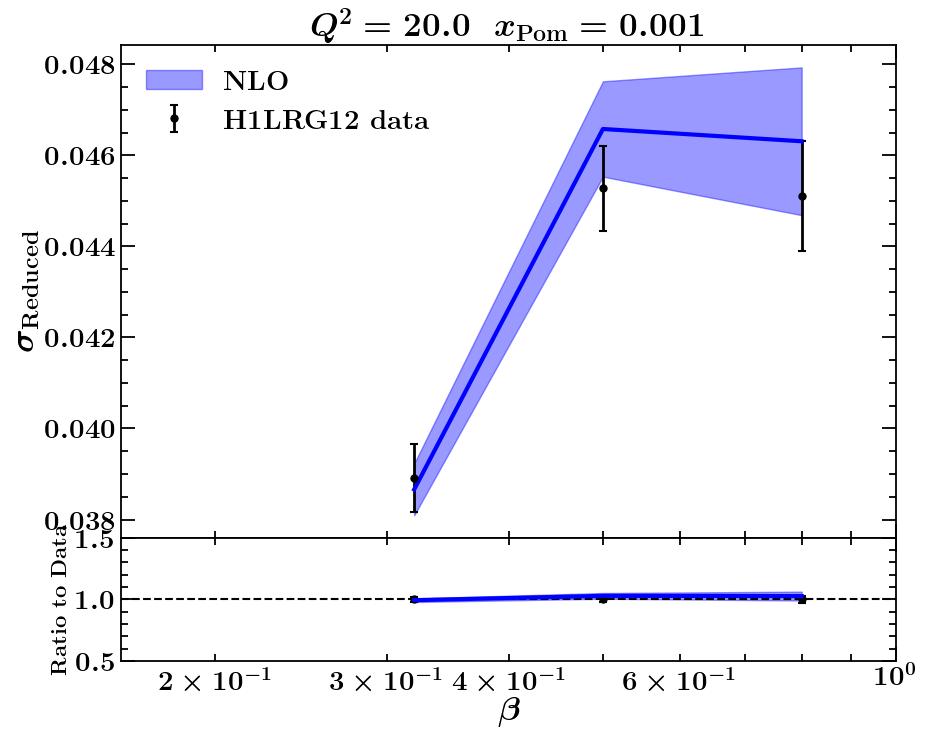 Q² = 20.0 x_Pom = 0.001
NLO
H1LRG12 data
0.048
0.046
0.044
0.042
0.040
0.038
σ_Reduced
1.5
1.0
0.5
Ratio to Data
2 × 10⁻¹
3 × 10⁻¹
4 × 10⁻¹
6 × 10⁻¹
10⁰
β